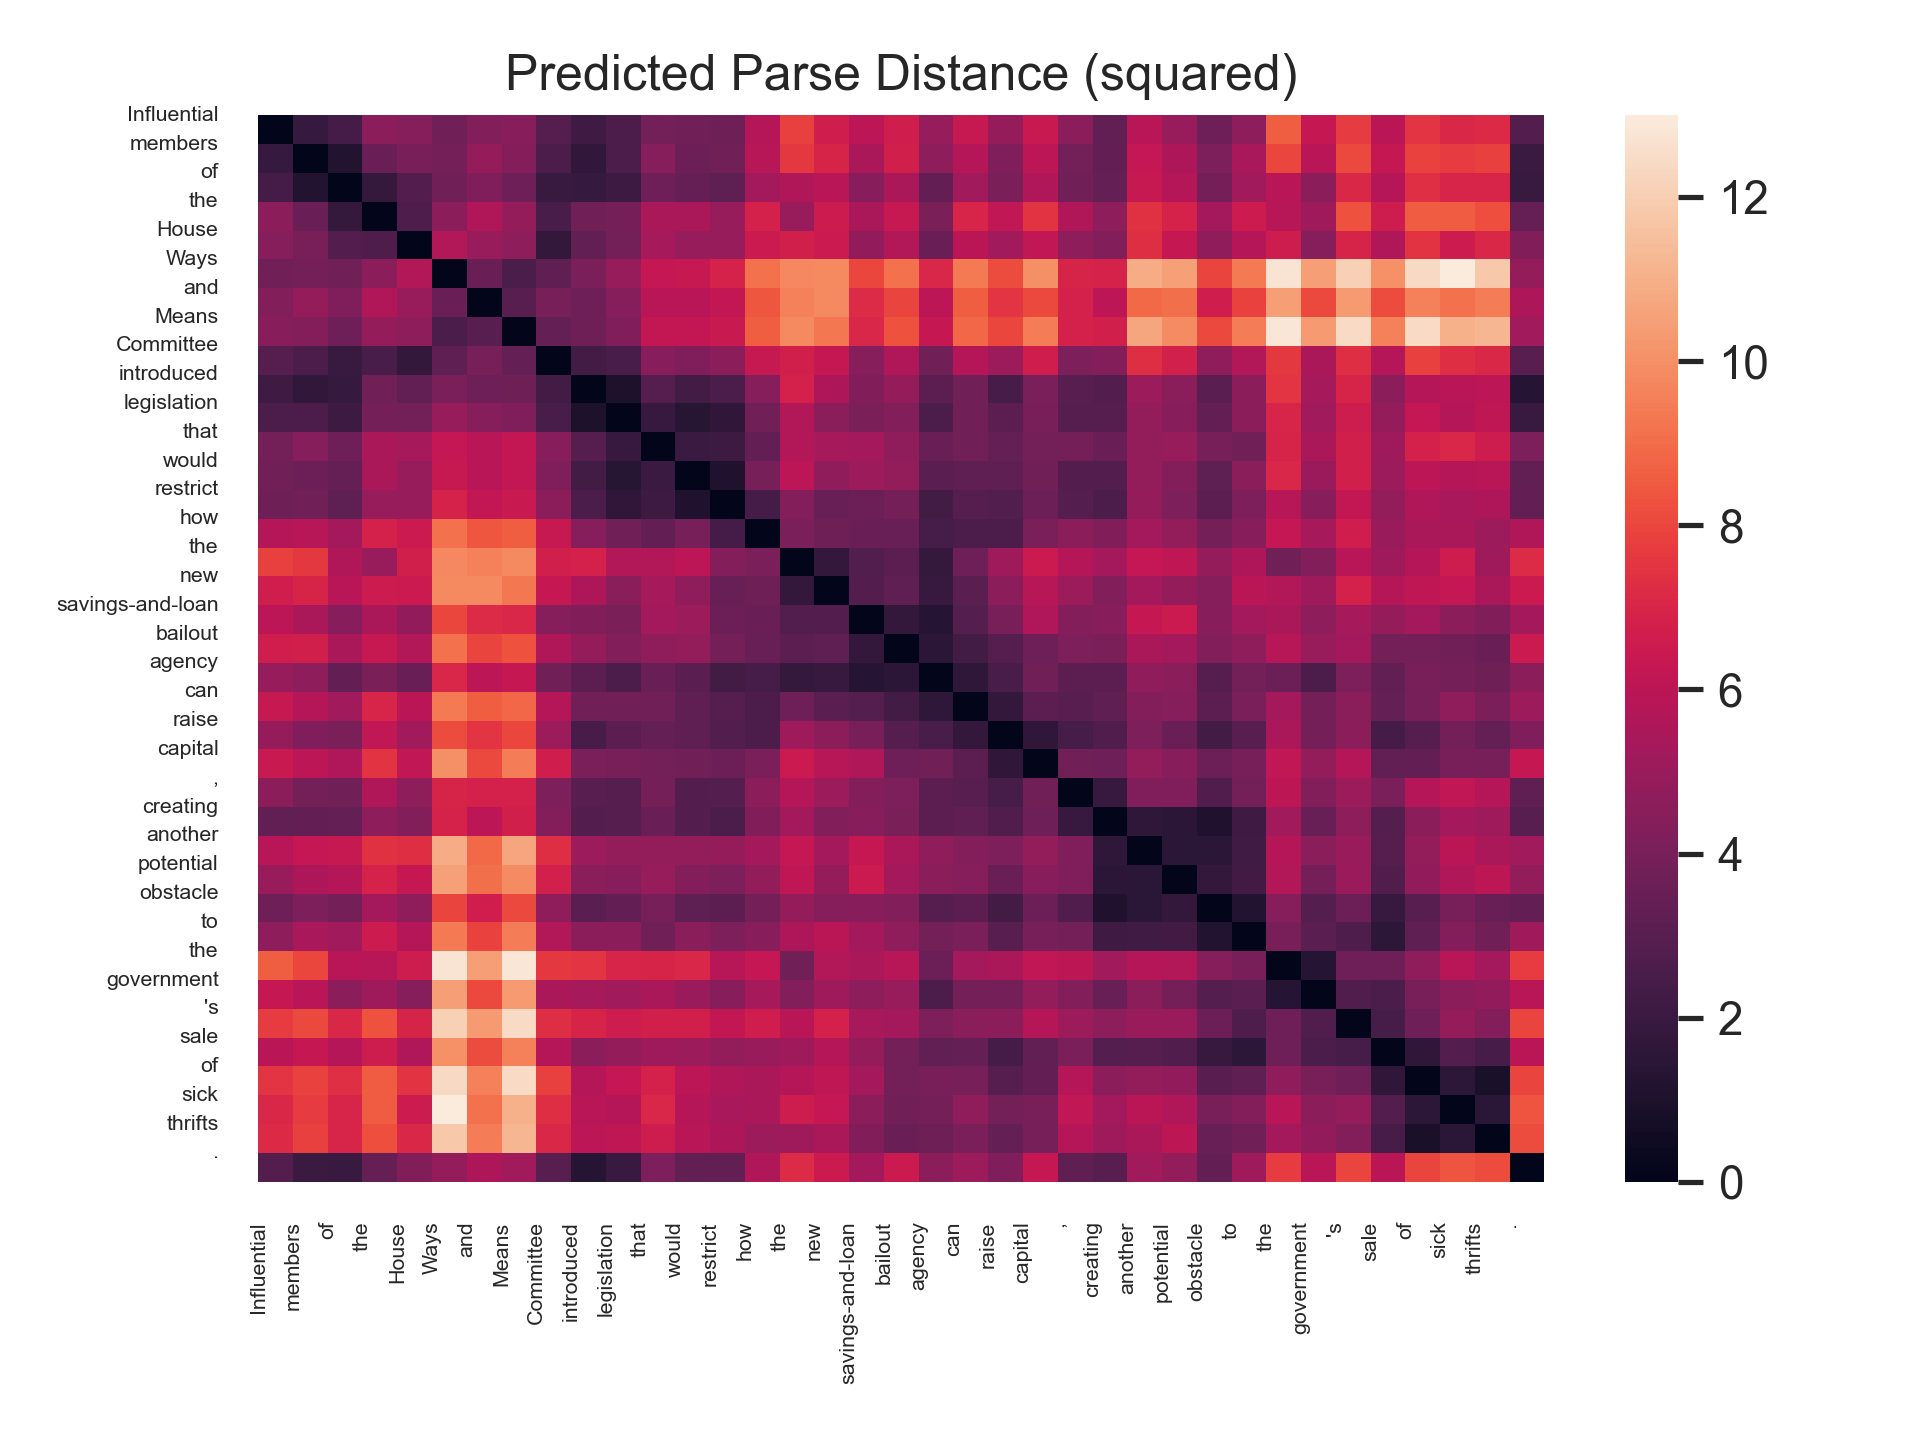 Predicted Parse Distance (squared)
Influential
members
of
the
House
Ways
and
Means
Committee
introduced
legislation
that
would
restrict
how
the
new
savings-and-loan
bailout
agency
can
raise
capital
,
creating
another
potential
obstacle
to
the
government
's
sale
of
sick
thrifts
.
12
10
8
6
4
2
0
Influential
members
of
the
House
Ways
and
Means
Committee
introduced
legislation
that
would
restrict
how
the
new
savings-and-loan
bailout
agency
can
raise
capital
,
creating
another
potential
obstacle
to
the
government
's
sale
of
sick
thrifts
.